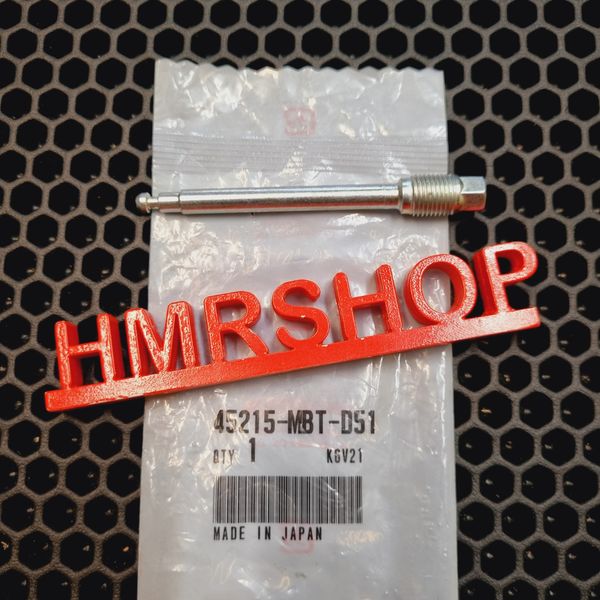 HMRSHOP
45215-MBT-D51
QTY 1 KGV21
MADE IN JAPAN